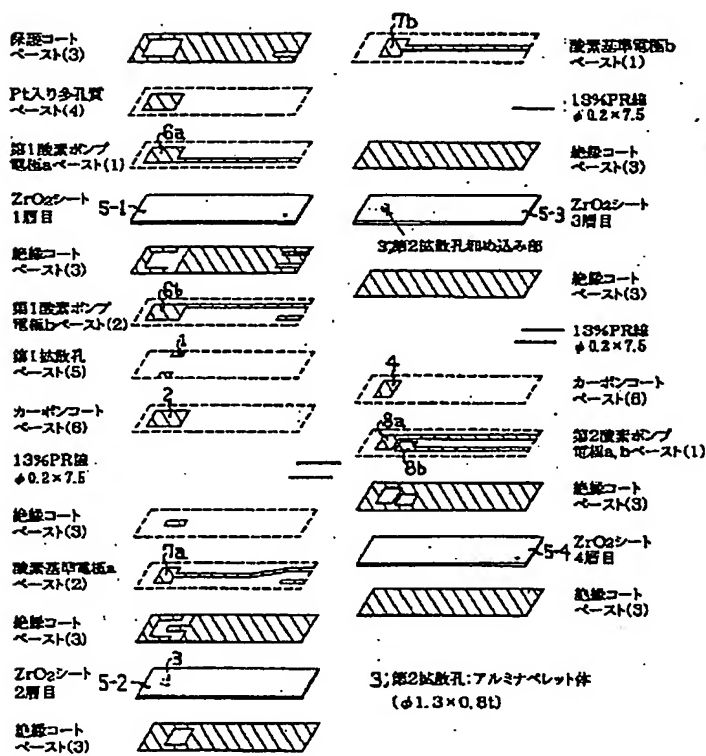 保護コート
ペースト(3)
Pt入り多孔質
ペースト(4)
第1酸素ポンプ
電極aペースト(1)
6a
ZrO2シート
1層目
5-1
絶縁コート
ペースト(3)
第1酸素ポンプ
電極bペースト(2)
6b
第1拡散孔
ペースト(5)
1
カーボンコート
ペースト(6)
2
13%PR線
φ0.2×7.5
絶縁コート
ペースト(3)
酸素基準電極a
ペースト(2)
7a
絶縁コート
ペースト(3)
ZrO2シート
2層目
5-2
3
絶縁コート
ペースト(3)
7b
酸素基準電極b
ペースト(1)
13%PR線
φ0.2×7.5
絶縁コート
ペースト(3)
ZrO2シート
3層目
5-3
3;第2拡散孔埋め込み部
絶縁コート
ペースト(3)
13%PR線
φ0.2×7.5
4
カーボンコート
ペースト(6)
8a
8b
第2酸素ポンプ
電極a,bペースト(1)
絶縁コート
ペースト(3)
5-4
ZrO2シート
4層目
絶縁コート
ペースト(3)
3;第2拡散孔:アルミナペレット体
(φ1.3×0.8t)